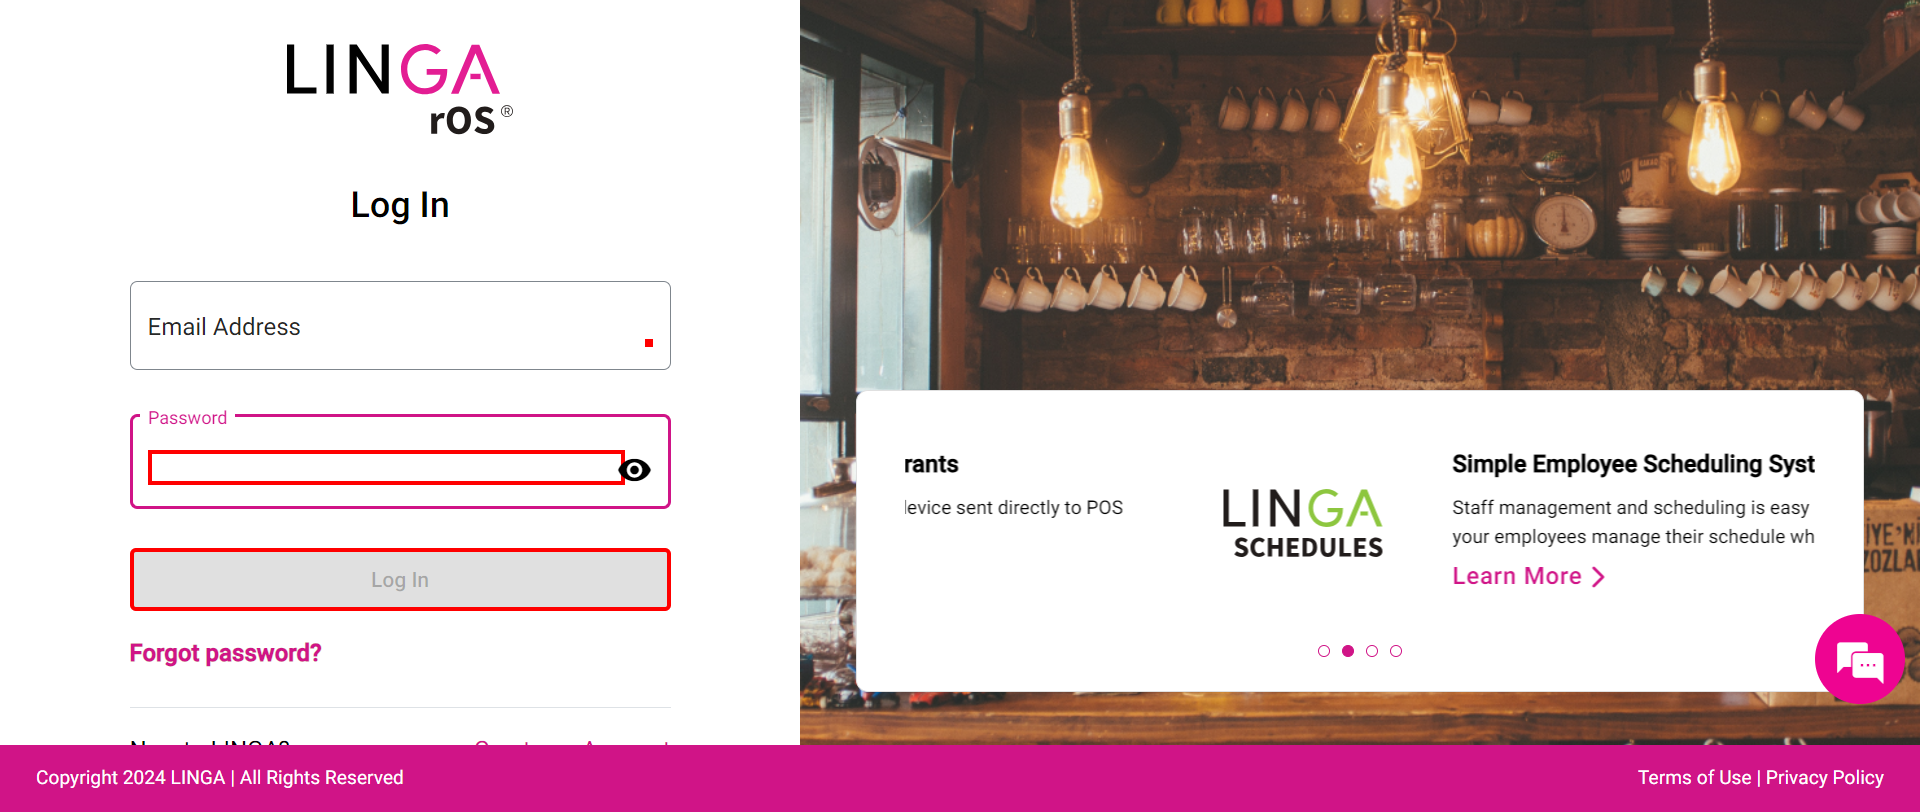 LINGA
rOS®
Log In
Email Address
Password
Log In
Forgot password?
Copyright 2024 LINGA | All Rights Reserved
rants
device sent directly to POS
LINGA
SCHEDULES
Simple Employee Scheduling Syst
Staff management and scheduling is easy
your employees manage their schedule wh
Learn More
Terms of Use | Privacy Policy